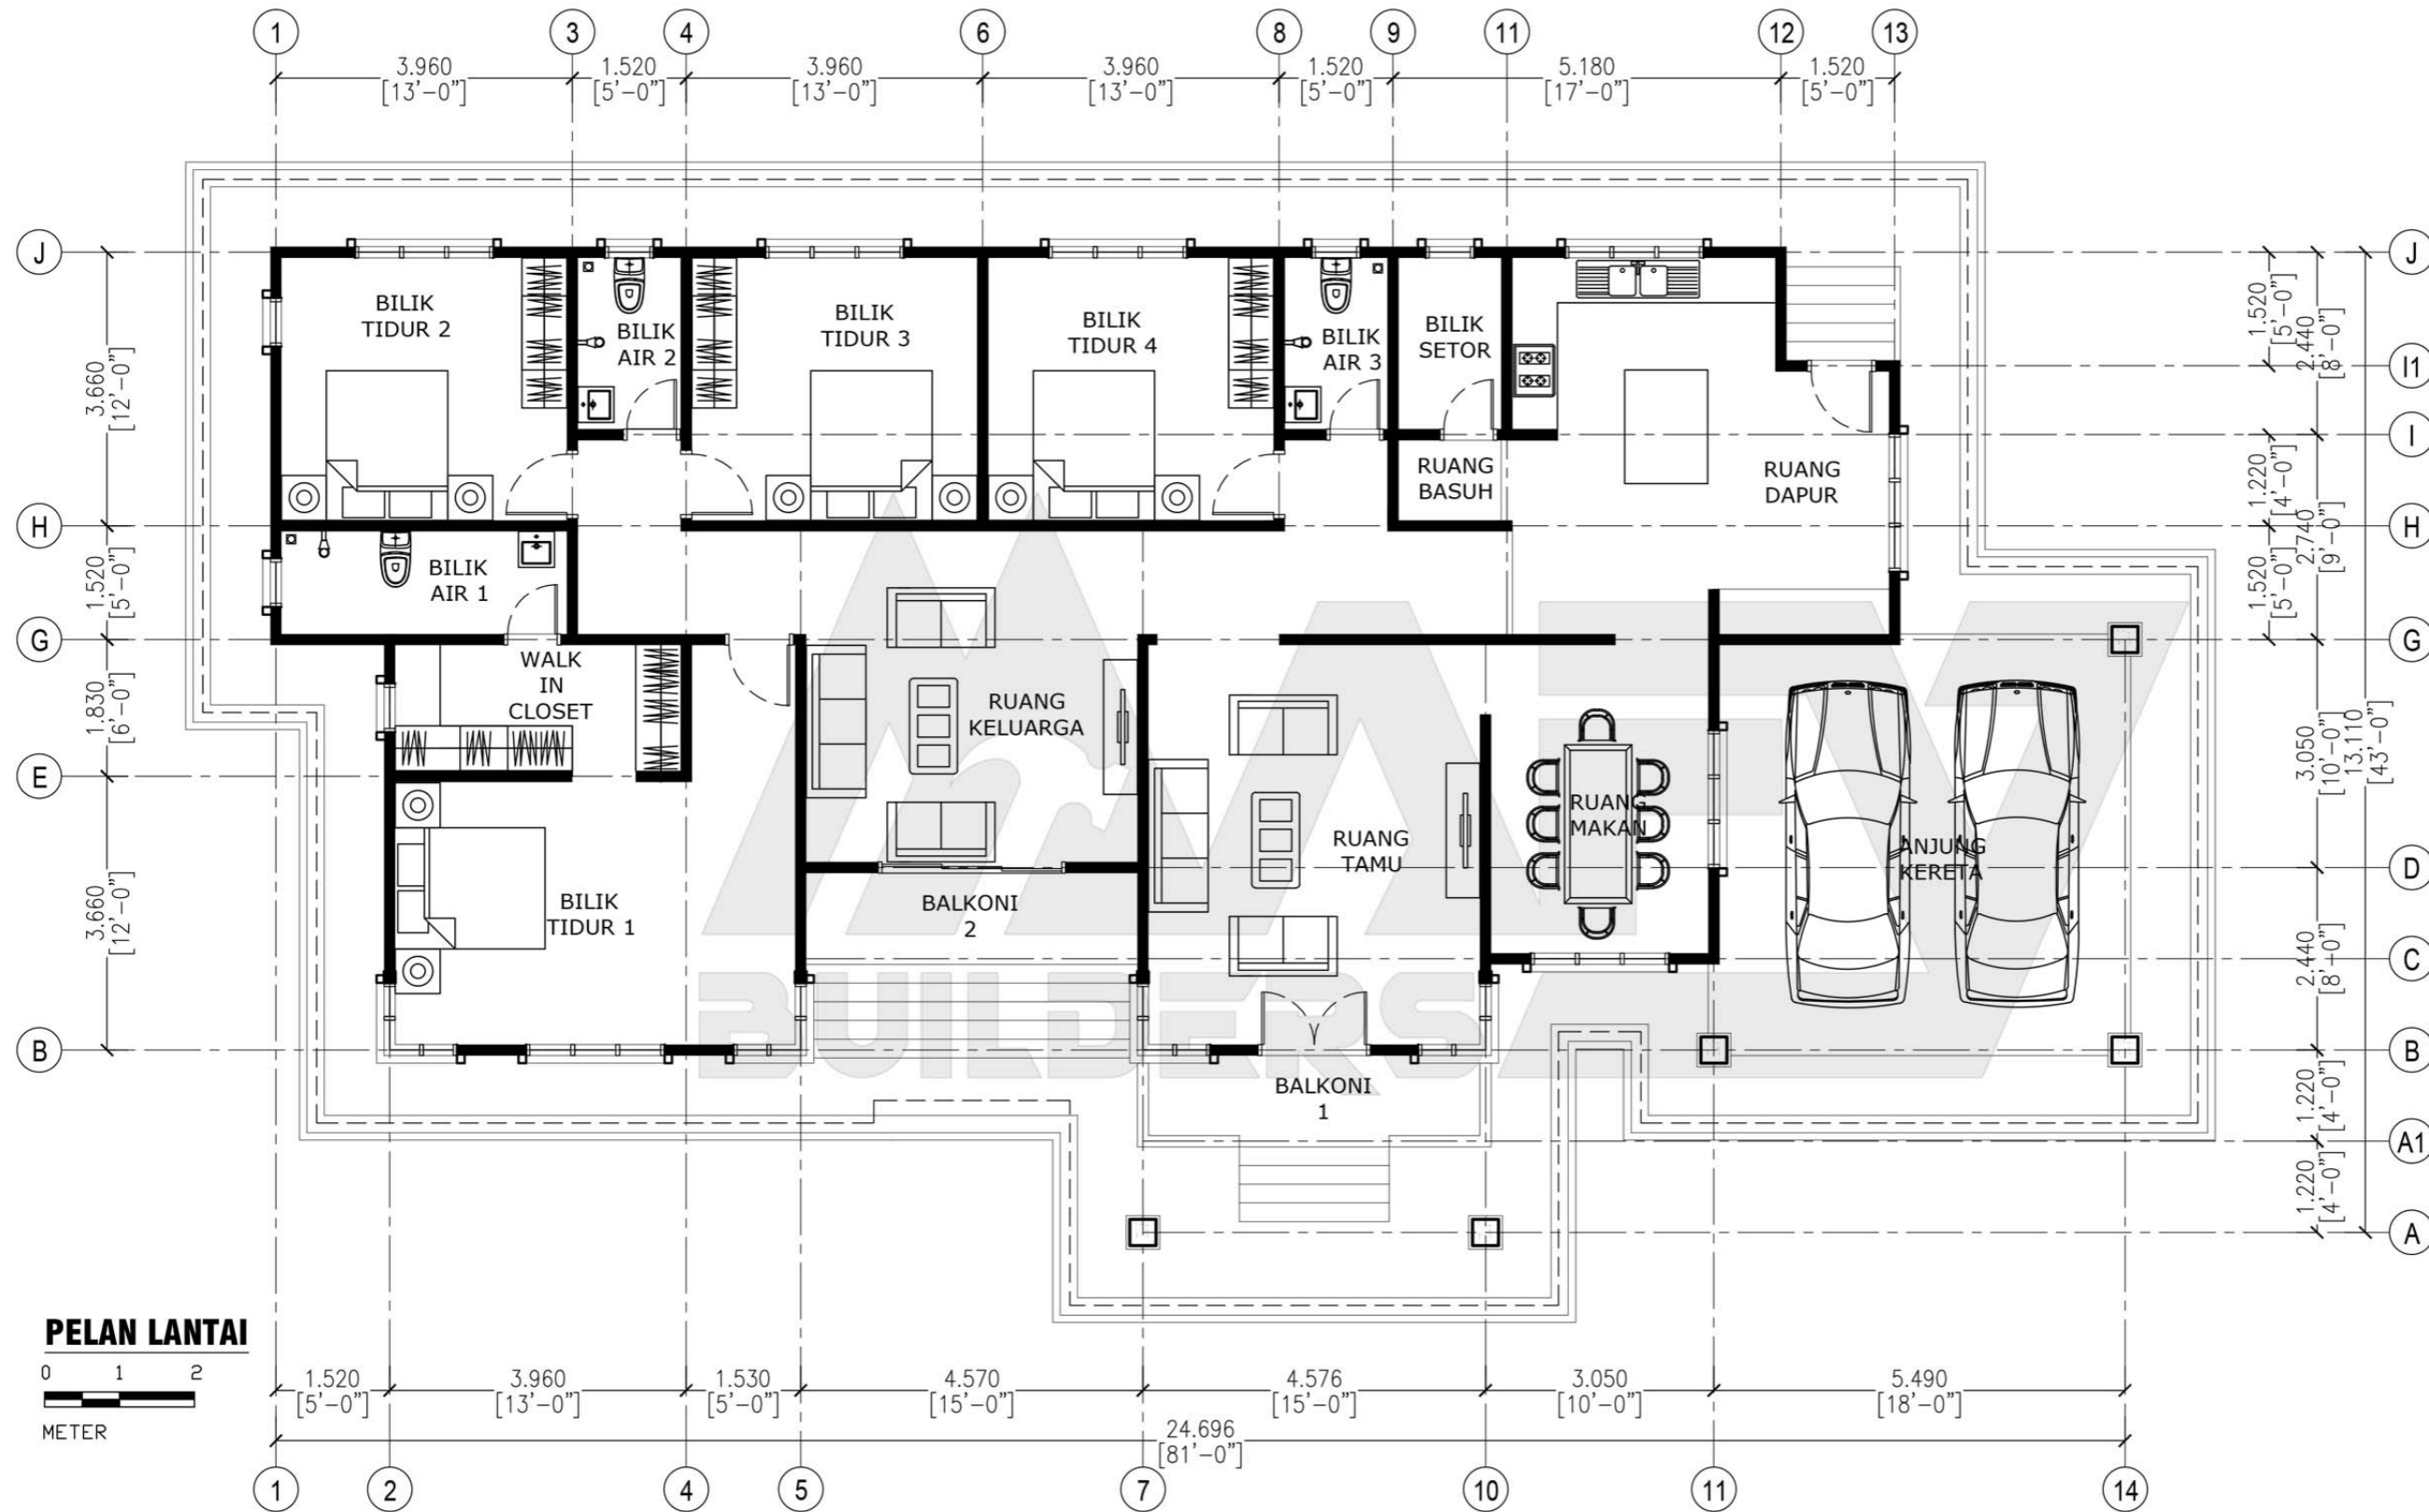 1 3 4 6 8 9 11 12 13
3.960 1.520 3.960 3.960 1.520 5.180 1.520
[13'-0"] [5'-0"] [13'-0"] [13'-0"] [5'-0"] [17'-0"] [5'-0"]
J
H
G
E
B
3.660
[12'-0"]
1.520
[5'-0"]
1.830
[6'-0"]
3.660
[12'-0"]
BILIK
TIDUR 2
BILIK
AIR 2
BILIK
TIDUR 3
BILIK
TIDUR 4
BILIK
AIR 3
BILIK
SETOR
RUANG
BASUH
RUANG
DAPUR
BILIK
AIR 1
WALK
IN
CLOSET
RUANG
KELUARGA
RUANG
MAKAN
RUANG
TAMU
ANJUNG
KERETA
BILIK
TIDUR 1
BALKONI
2
BALKONI
1
BUILDERS
J
I1
I
H
G
D
C
B
A1
A
1.520
[5'-0"]
1.220
[4'-0"]
1.520
[5'-0"]
2.440
[8'-0"]
2.740
[9'-0"]
3.050
[10'-0"]
2.440
[8'-0"]
1.220
[4'-0"]
1.220
[4'-0"]
13.110
[43'-0"]
PELAN LANTAI
0 1 2
METER
1.520 3.960 1.530 4.570 4.576 3.050 5.490
[5'-0"] [13'-0"] [5'-0"] [15'-0"] [15'-0"] [10'-0"] [18'-0"]
24.696
[81'-0"]
1 2 4 5 7 10 11 14